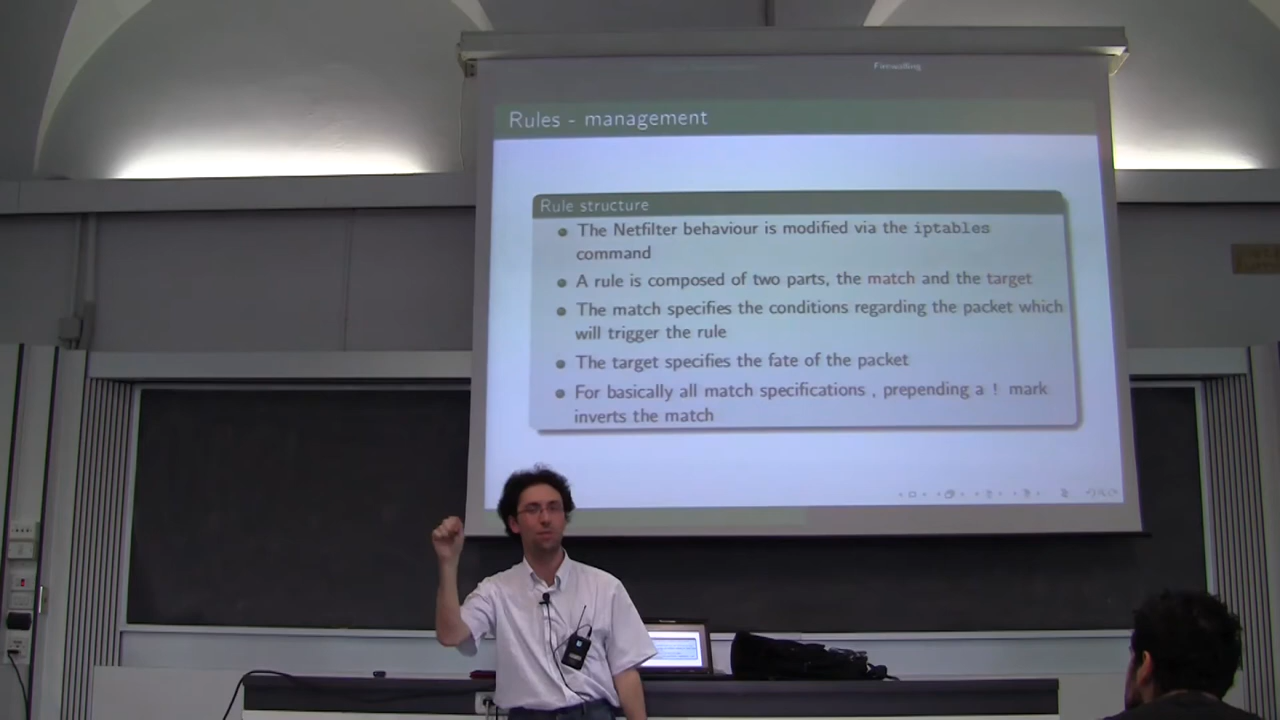 Firewalling
Rules - management
Rule structure
The Netfilter behaviour is modified via the iptables
command
A rule is composed of two parts, the match and the target
The match specifies the conditions regarding the packet which
will trigger the rule
The target specifies the fate of the packet
For basically all match specifications , prepending a ! mark
inverts the match